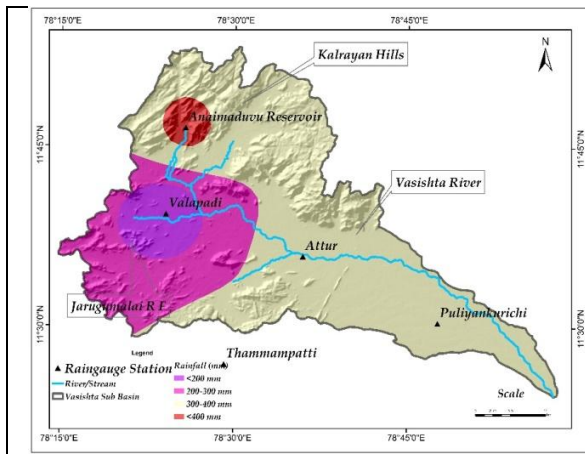 78°15'0"E 78°30'0"E 78°45'0"E
Kalrayan Hills
N
Anaimaduvu Reservoir
11°45'0"N 11°45'0"N
Vasishta River
Valapadi
Attur
Jarugumalai R F
Puliyankurichi
11°30'0"N 11°30'0"N
Legend
Thammampatti
Raingauge Station
Rainfall (mm)
River/Stream
<200 mm
Vasishta Sub Basin
200-300 mm
300-400 mm
<400 mm
Scale
78°15'0"E 78°30'0"E 78°45'0"E